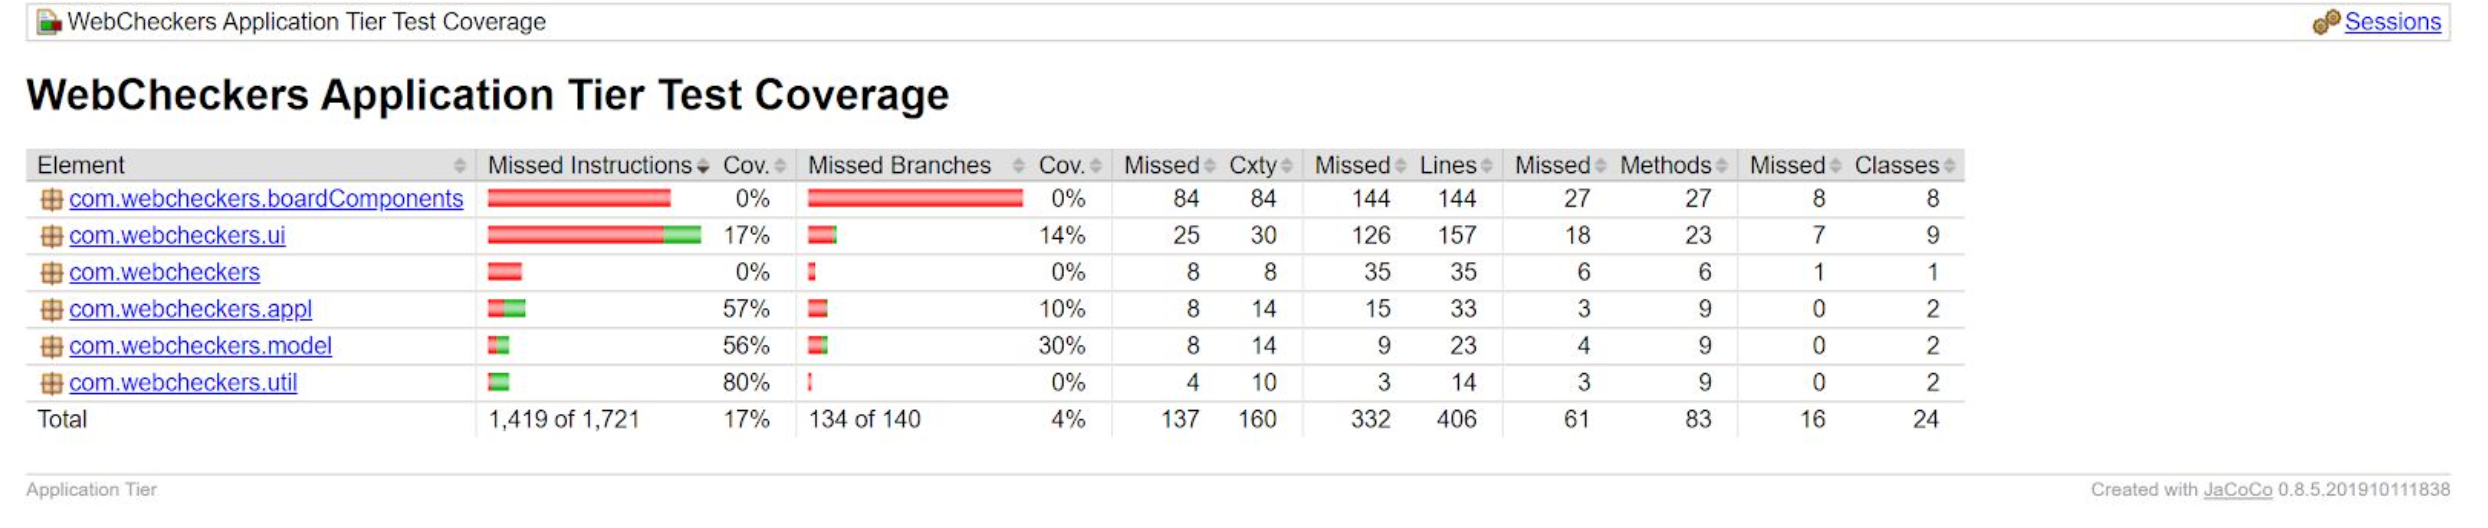 WebCheckers Application Tier Test Coverage Sessions
WebCheckers Application Tier Test Coverage
Element Missed Instructions Cov. Missed Branches Cov. Missed Cxty Missed Lines Missed Methods Missed Classes
com.webcheckers.boardComponents 0% 0% 84 84 144 144 27 27 8 8
com.webcheckers.ui 17% 14% 25 30 126 157 18 23 7 9
com.webcheckers 0% 0% 8 8 35 35 6 6 1 1
com.webcheckers.appl 57% 10% 8 14 15 33 3 9 0 2
com.webcheckers.model 56% 30% 8 14 9 23 4 9 0 2
com.webcheckers.util 80% 0% 4 10 3 14 3 9 0 2
Total 1,419 of 1,721 17% 134 of 140 4% 137 160 332 406 61 83 16 24
Application Tier Created with JaCoCo 0.8.5.201910111838